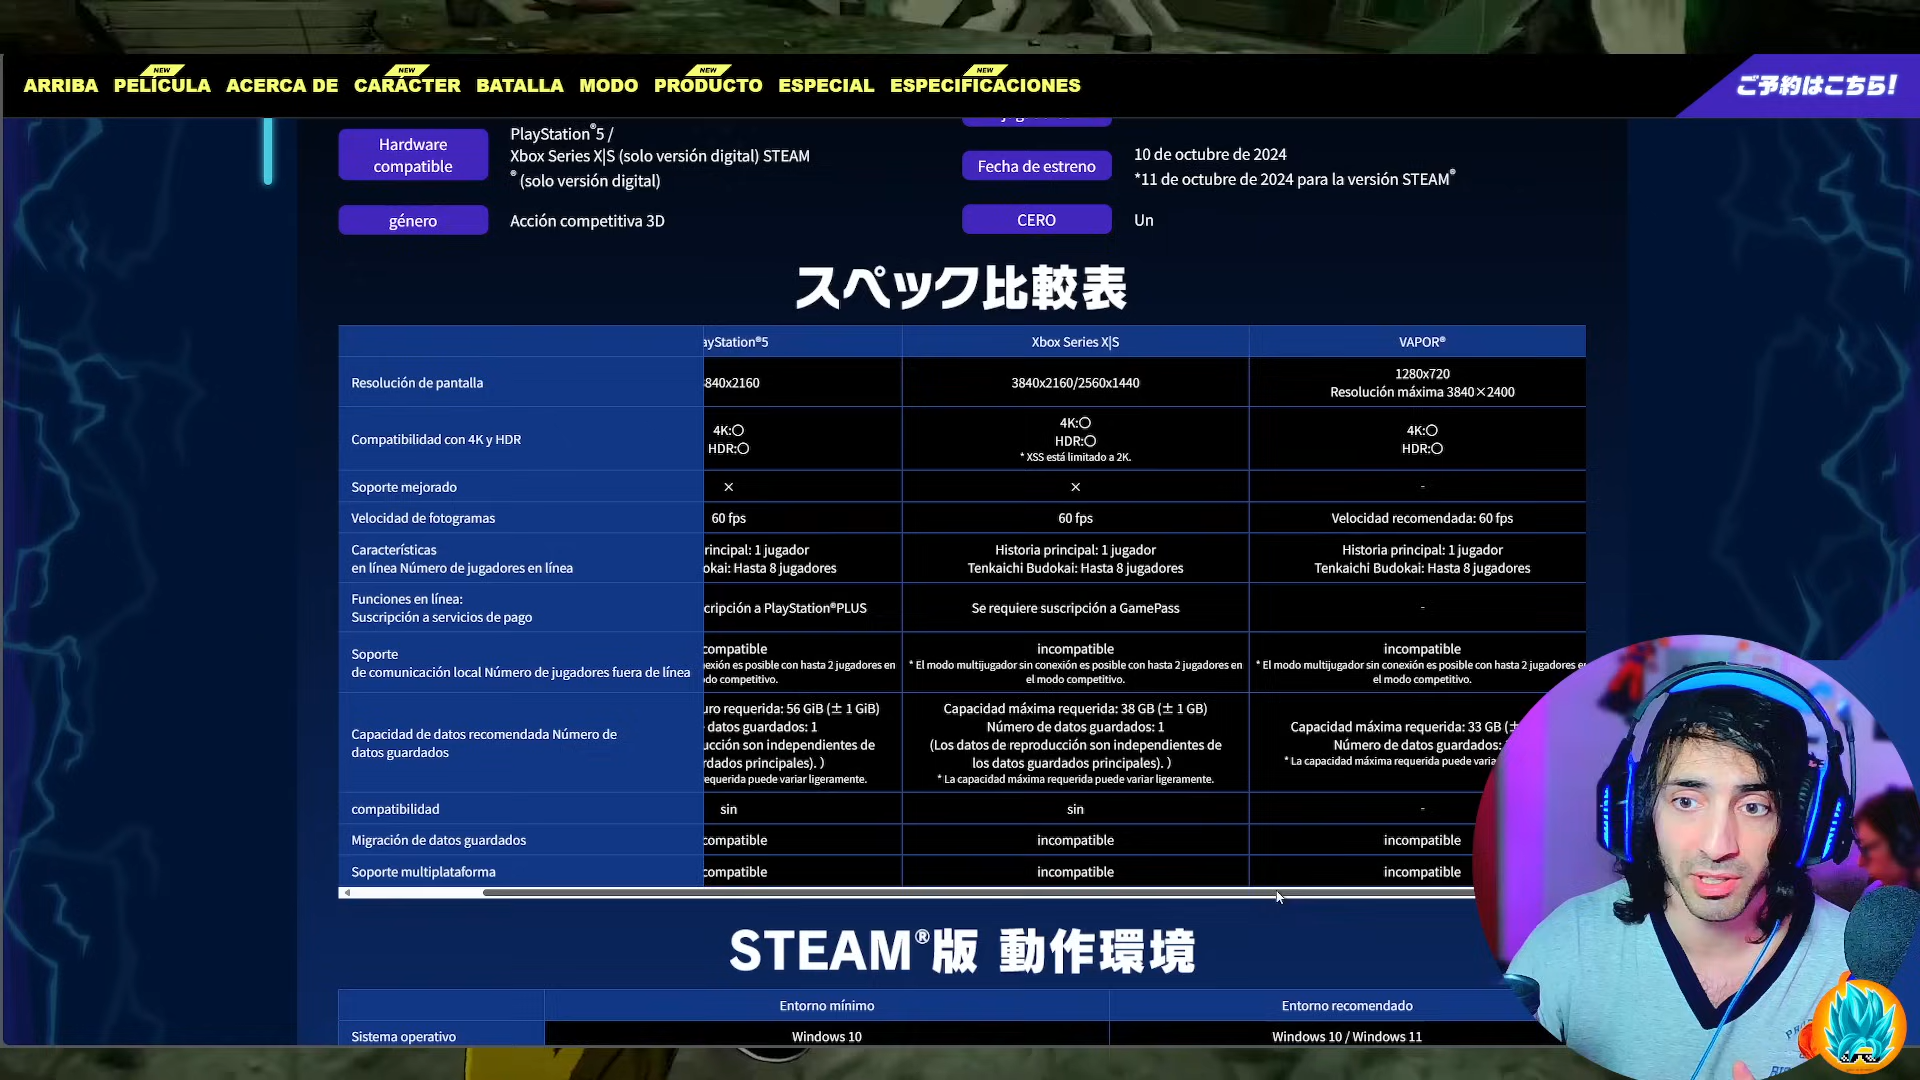 NEW NEW NEW NEW
ARRIBA PELÍCULA ACERCA DE CARÁCTER BATALLA MODO PRODUCTO ESPECIAL ESPECIFICACIONES
ご予約はこちら!
Hardware
compatible
PlayStation®5 /
Xbox Series X|S (solo versión digital) STEAM
® (solo versión digital)
Fecha de estreno
10 de octubre de 2024
*11 de octubre de 2024 para la versión STEAM®
género
Acción competitiva 3D
CERO
Un
スペック比較表
ayStation®5 Xbox Series X|S VAPOR®
Resolución de pantalla
840x2160
3840x2160/2560x1440
1280x720
Resolución máxima 3840×2400
Compatibilidad con 4K y HDR
4K:〇
HDR:〇
4K:〇
HDR:〇
* XSS está limitado a 2K.
4K:〇
HDR:〇
Soporte mejorado × × -
Velocidad de fotogramas 60 fps 60 fps Velocidad recomendada: 60 fps
Características
en línea Número de jugadores en línea
rincipal: 1 jugador
okai: Hasta 8 jugadores
Historia principal: 1 jugador
Tenkaichi Budokai: Hasta 8 jugadores
Historia principal: 1 jugador
Tenkaichi Budokai: Hasta 8 jugadores
Funciones en línea:
Suscripción a servicios de pago
cripción a PlayStation®PLUS
Se requiere suscripción a GamePass
-
Soporte
de comunicación local Número de jugadores fuera de línea
compatible
exión es posible con hasta 2 jugadores en
do competitivo.
incompatible
* El modo multijugador sin conexión es posible con hasta 2 jugadores en
el modo competitivo.
incompatible
* El modo multijugador sin conexión es posible con hasta 2 jugadores
el modo competitivo.
Capacidad de datos recomendada Número de
datos guardados
uro requerida: 56 GiB (± 1 GiB)
datos guardados: 1
ucción son independientes de
rdados principales). )
equerida puede variar ligeramente.
Capacidad máxima requerida: 38 GB (± 1 GB)
Número de datos guardados: 1
(Los datos de reproducción son independientes de
los datos guardados principales). )
* La capacidad máxima requerida puede variar ligeramente.
Capacidad máxima requerida: 33 GB (±
Número de datos guardados:
* La capacidad máxima requerida puede varia
compatibilidad sin sin -
Migración de datos guardados compatible incompatible incompatible
Soporte multiplataforma compatible incompatible incompatible
STEAM®版 動作環境
Entorno mínimo Entorno recomendado
Sistema operativo Windows 10 Windows 10 / Windows 11